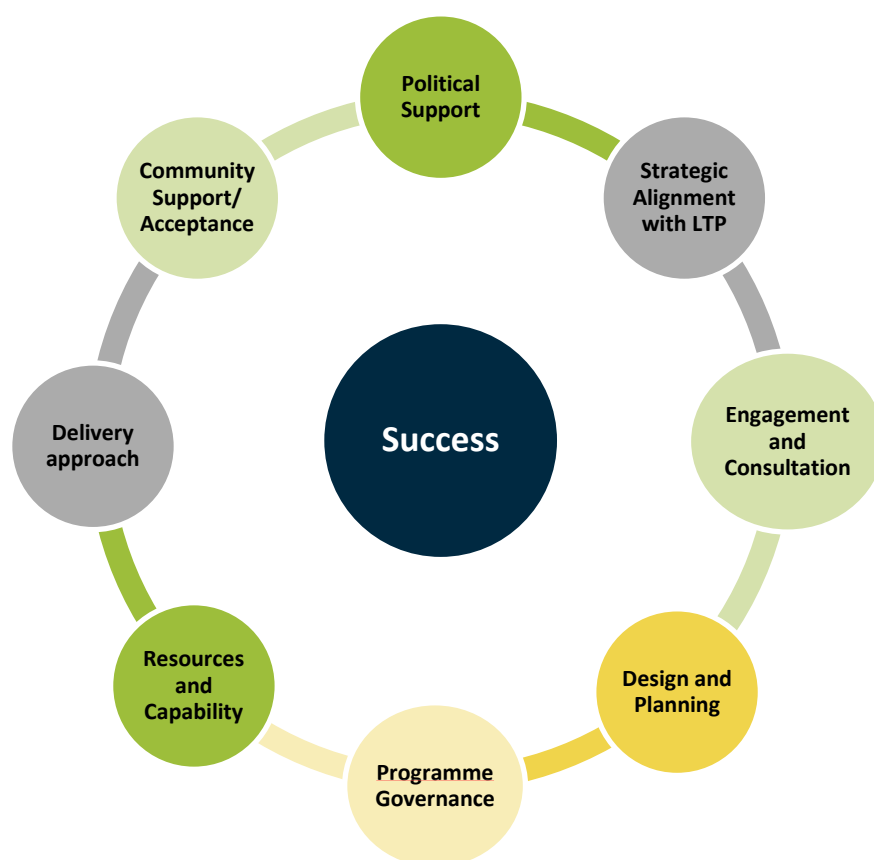 Political
Support
Strategic
Alignment
with LTP
Engagement
and
Consultation
Design and
Planning
Programme
Governance
Resources
and
Capability
Delivery
approach
Community
Support/
Acceptance
Success